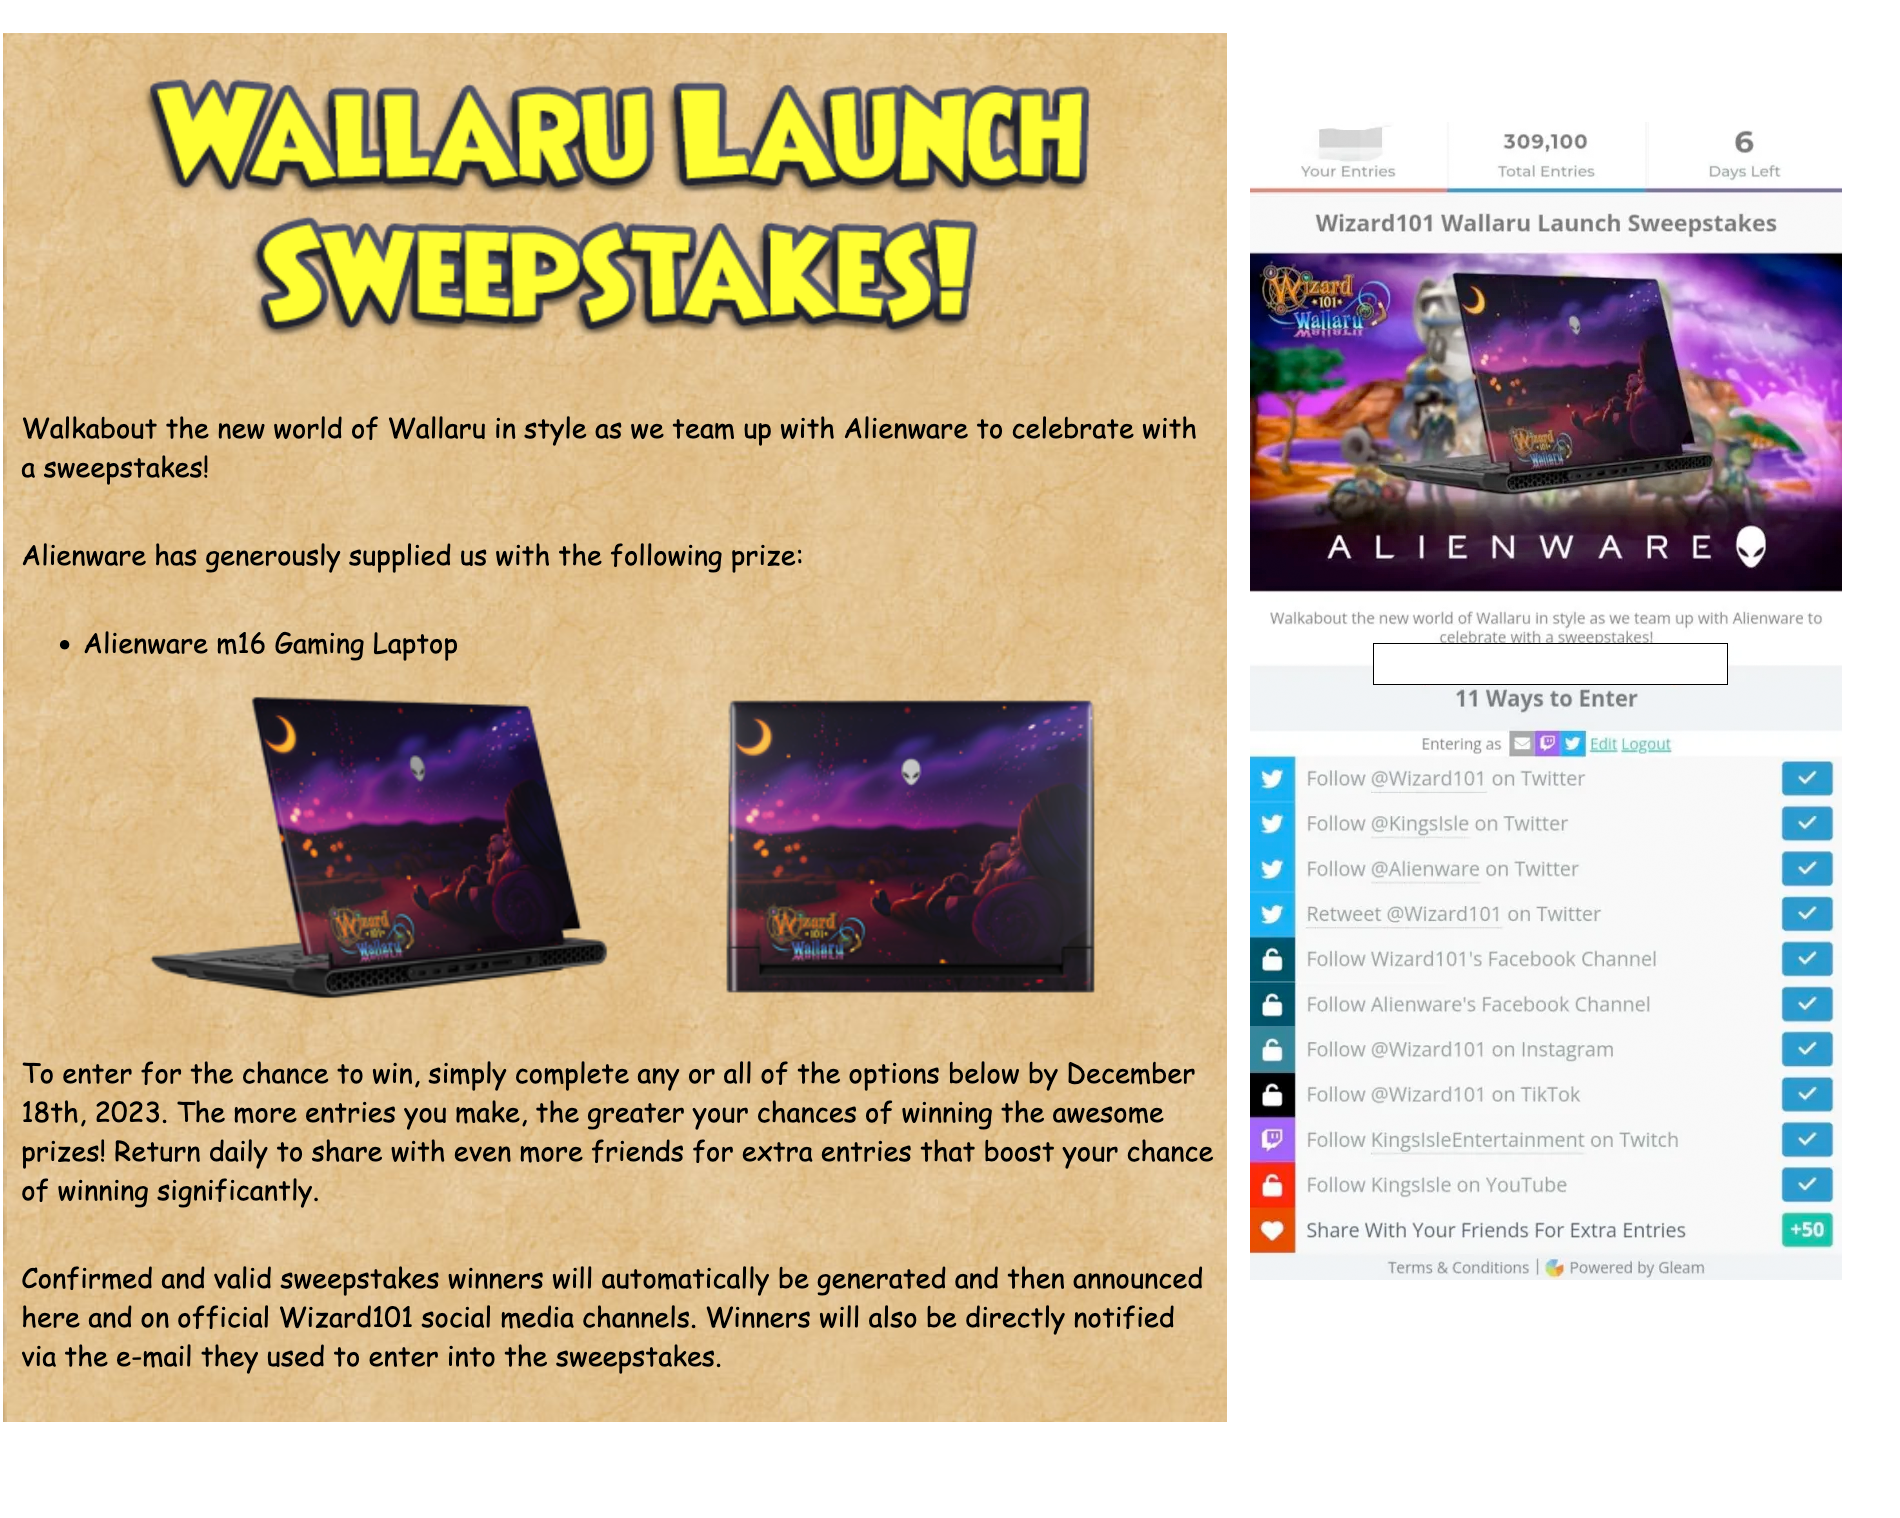 WALLARU LAUNCH
SWEEPSTAKES!
Walkabout the new world of Wallaru in style as we team up with Alienware to celebrate with
a sweepstakes!
Alienware has generously supplied us with the following prize:
• Alienware m16 Gaming Laptop
Wizard
101
Wallaru
Wizard
101
Wallaru
To enter for the chance to win, simply complete any or all of the options below by December
18th, 2023. The more entries you make, the greater your chances of winning the awesome
prizes! Return daily to share with even more friends for extra entries that boost your chance
of winning significantly.
Confirmed and valid sweepstakes winners will automatically be generated and then announced
here and on official Wizard101 social media channels. Winners will also be directly notified
via the e-mail they used to enter into the sweepstakes.
Your Entries
309,100
Total Entries
6
Days Left
Wizard101 Wallaru Launch Sweepstakes
Wizard
101
Wallaru
Wizard
Wallaru
ALIENWARE
Walkabout the new world of Wallaru in style as we team up with Alienware to
celebrate with a sweepstakes!
11 Ways to Enter
Entering as Edit Logout
Follow @Wizard101 on Twitter
Follow @KingsIsle on Twitter
Follow @Alienware on Twitter
Retweet @Wizard101 on Twitter
Follow Wizard101's Facebook Channel
Follow Alienware's Facebook Channel
Follow @Wizard101 on Instagram
Follow @Wizard101 on TikTok
Follow KingsIsleEntertainment on Twitch
Follow KingsIsle on YouTube
Share With Your Friends For Extra Entries +50
Terms & Conditions | Powered by Gleam